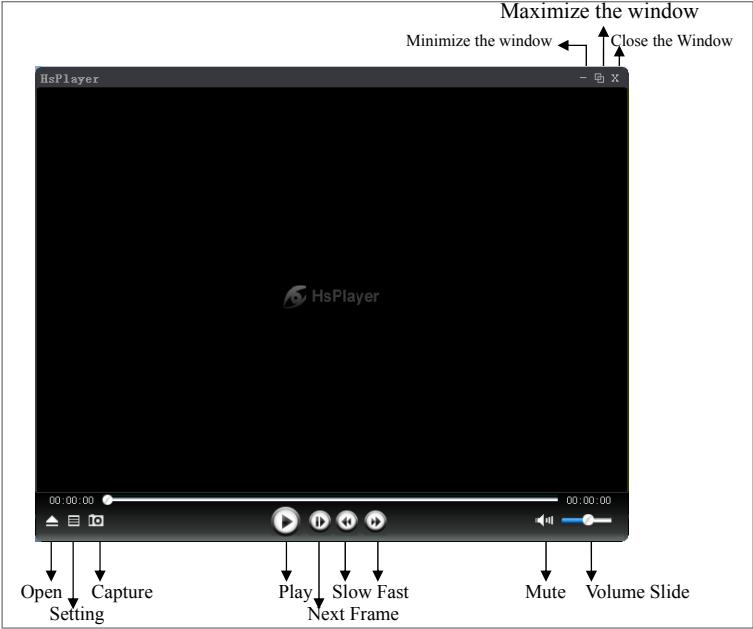 Maximize the window
Minimize the window
Close the Window
HsPlayer
HsPlayer
00:00:00
00:00:00
Open
Capture
Play
Slow Fast
Mute
Volume Slide
Setting
Next Frame